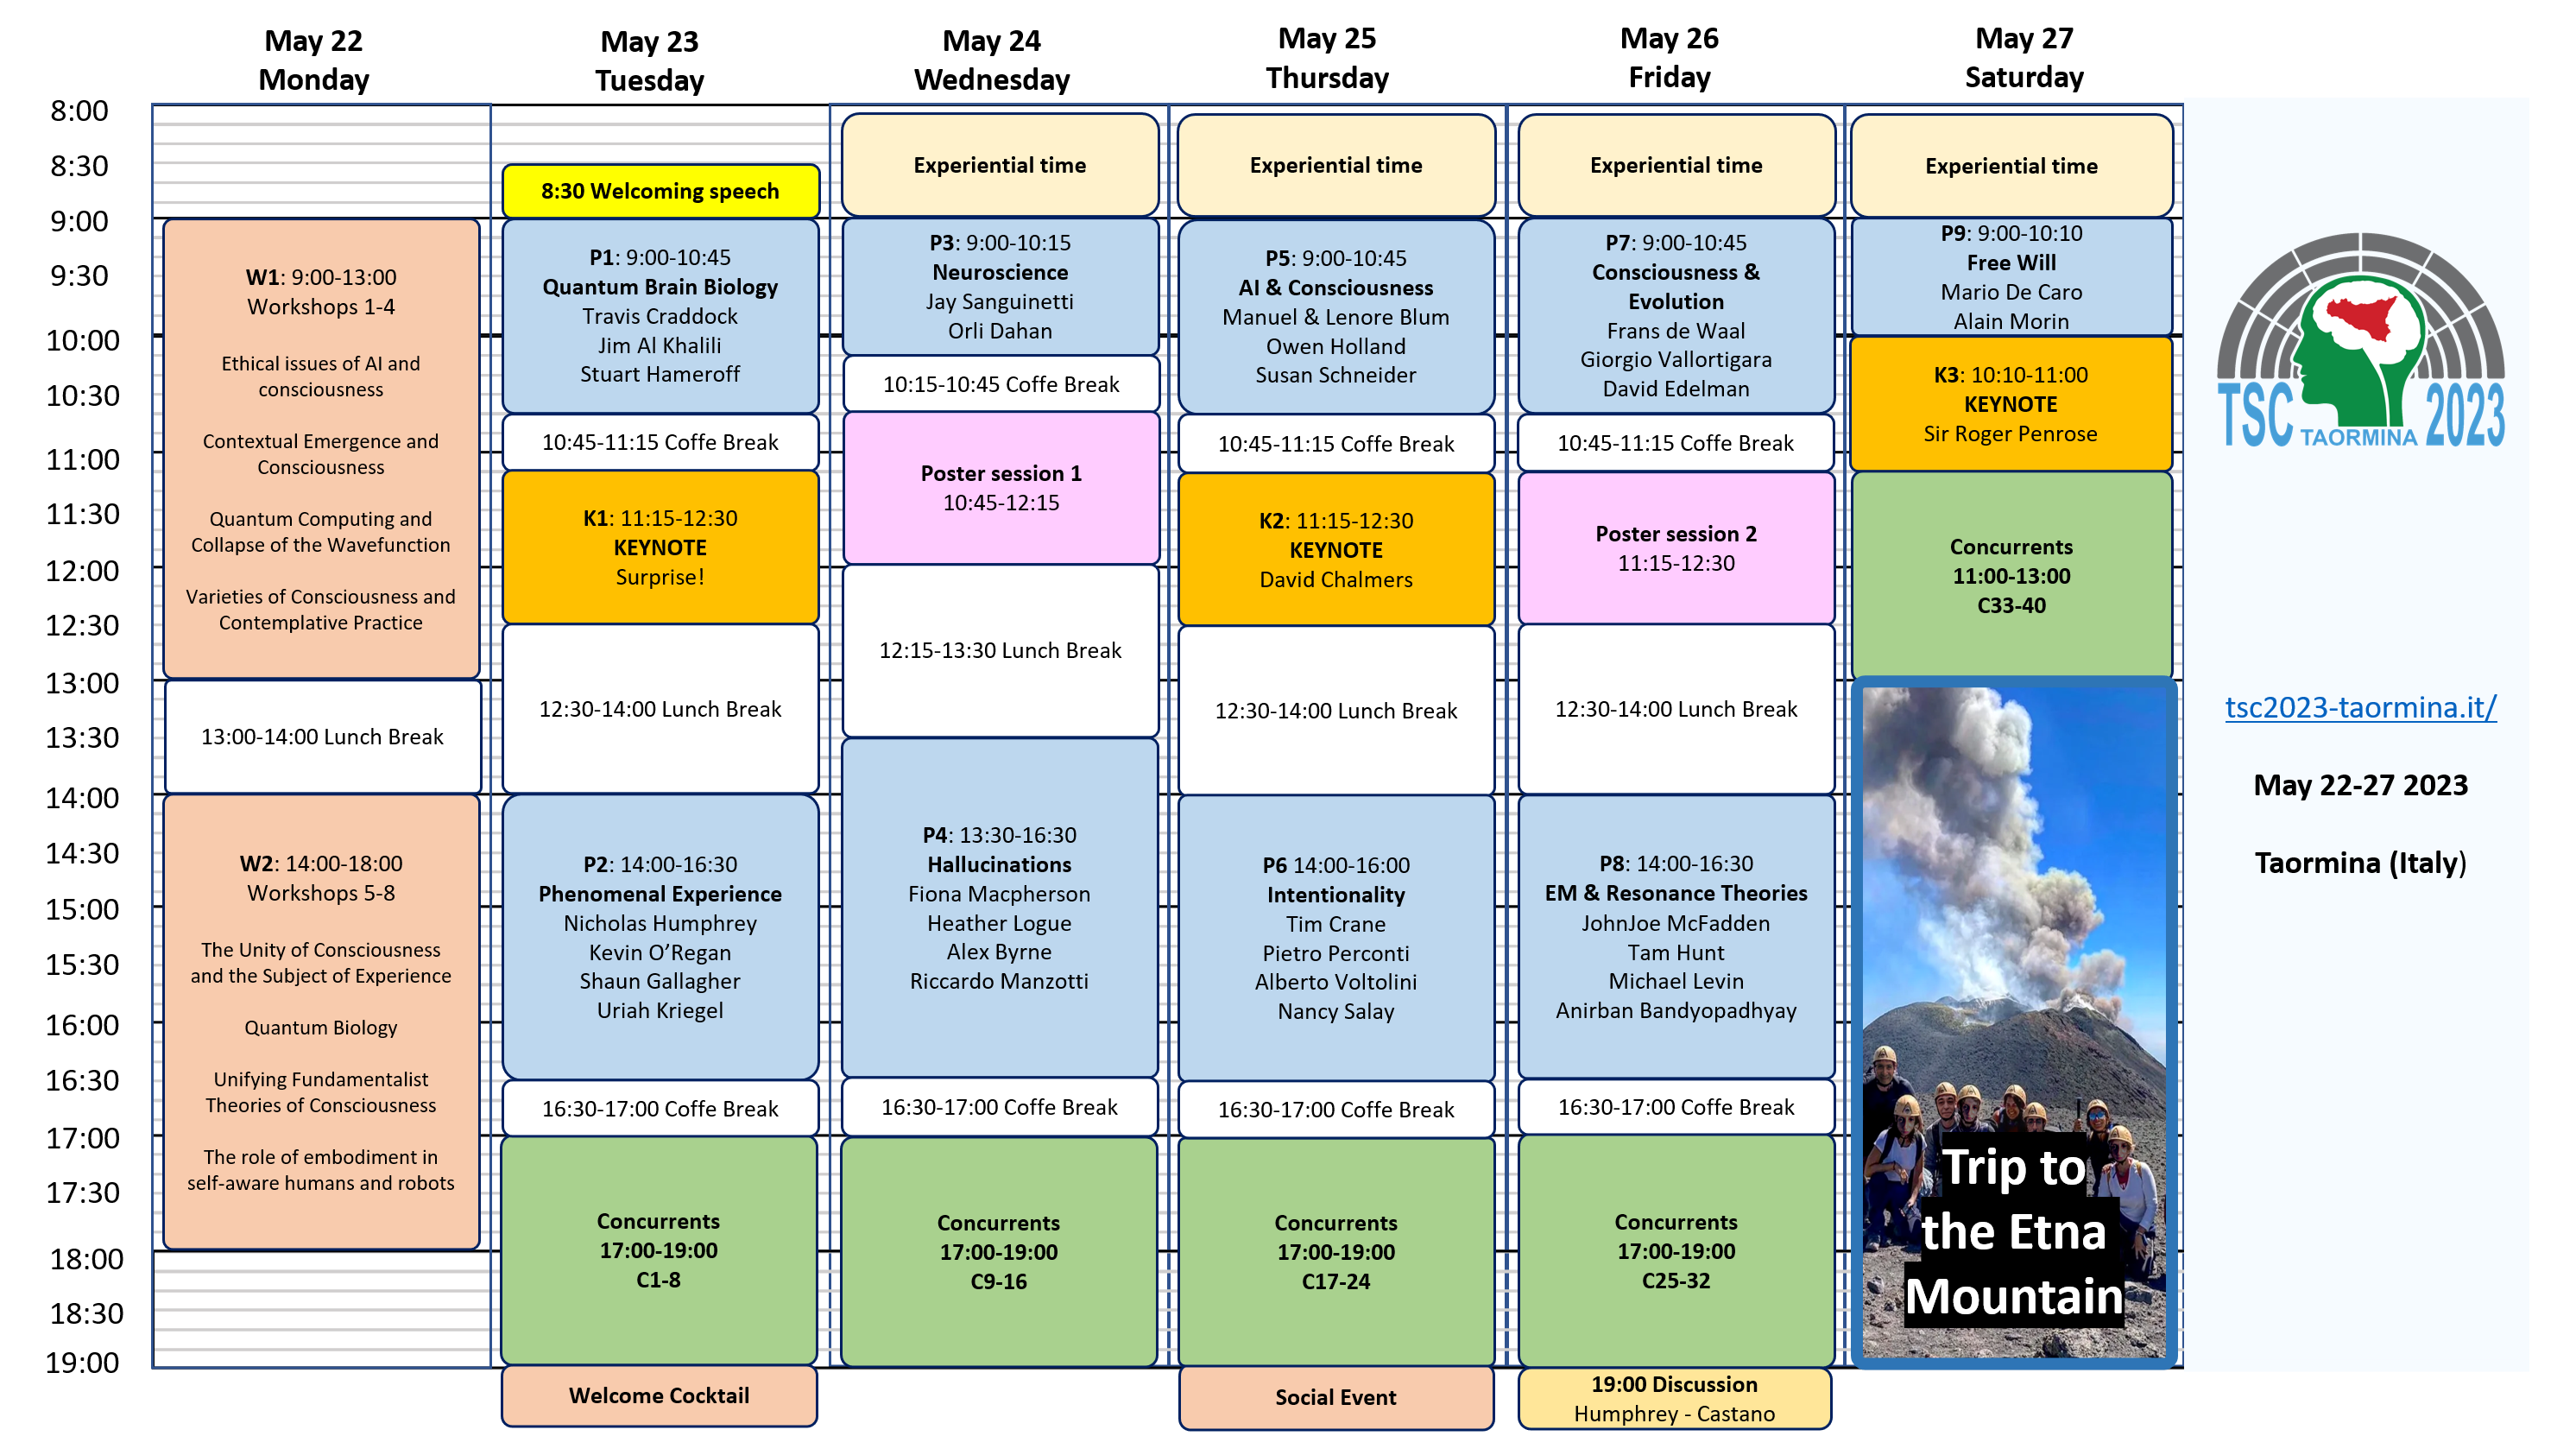 May 22
Monday
May 23
Tuesday
May 24
Wednesday
May 25
Thursday
May 26
Friday
May 27
Saturday
8:00
8:30
9:00
9:30
10:00
10:30
11:00
11:30
12:00
12:30
13:00
13:30
14:00
14:30
15:00
15:30
16:00
16:30
17:00
17:30
18:00
18:30
19:00
W1: 9:00-13:00
Workshops 1-4
Ethical issues of AI and
consciousness
Contextual Emergence and
Consciousness
Quantum Computing and
Collapse of the Wavefunction
Varieties of Consciousness and
Contemplative Practice
13:00-14:00 Lunch Break
W2: 14:00-18:00
Workshops 5-8
The Unity of Consciousness
and the Subject of Experience
Quantum Biology
Unifying Fundamentalist
Theories of Consciousness
The role of embodiment in
self-aware humans and robots
8:30 Welcoming speech
P1: 9:00-10:45
Quantum Brain Biology
Travis Craddock
Jim Al Khalili
Stuart Hameroff
10:45-11:15 Coffe Break
K1: 11:15-12:30
KEYNOTE
Surprise!
12:30-14:00 Lunch Break
P2: 14:00-16:30
Phenomenal Experience
Nicholas Humphrey
Kevin O’Regan
Shaun Gallagher
Uriah Kriegel
16:30-17:00 Coffe Break
Concurrents
17:00-19:00
C1-8
Welcome Cocktail
Experiential time
P3: 9:00-10:15
Neuroscience
Jay Sanguinetti
Orli Dahan
10:15-10:45 Coffe Break
Poster session 1
10:45-12:15
12:15-13:30 Lunch Break
P4: 13:30-16:30
Hallucinations
Fiona Macpherson
Heather Logue
Alex Byrne
Riccardo Manzotti
16:30-17:00 Coffe Break
Concurrents
17:00-19:00
C9-16
Experiential time
P5: 9:00-10:45
AI & Consciousness
Manuel & Lenore Blum
Owen Holland
Susan Schneider
10:45-11:15 Coffe Break
K2: 11:15-12:30
KEYNOTE
David Chalmers
12:30-14:00 Lunch Break
P6 14:00-16:00
Intentionality
Tim Crane
Pietro Perconti
Alberto Voltolini
Nancy Salay
16:30-17:00 Coffe Break
Concurrents
17:00-19:00
C17-24
Social Event
Experiential time
P7: 9:00-10:45
Consciousness &
Evolution
Frans de Waal
Giorgio Vallortigara
David Edelman
10:45-11:15 Coffe Break
Poster session 2
11:15-12:30
12:30-14:00 Lunch Break
P8: 14:00-16:30
EM & Resonance Theories
JohnJoe McFadden
Tam Hunt
Michael Levin
Anirban Bandyopadhyay
16:30-17:00 Coffe Break
Concurrents
17:00-19:00
C25-32
19:00 Discussion
Humphrey - Castano
Experiential time
P9: 9:00-10:10
Free Will
Mario De Caro
Alain Morin
K3: 10:10-11:00
KEYNOTE
Sir Roger Penrose
Concurrents
11:00-13:00
C33-40
Trip to
the Etna
Mountain
TSC TAORMINA 2023
tsc2023-taormina.it/
May 22-27 2023
Taormina (Italy)